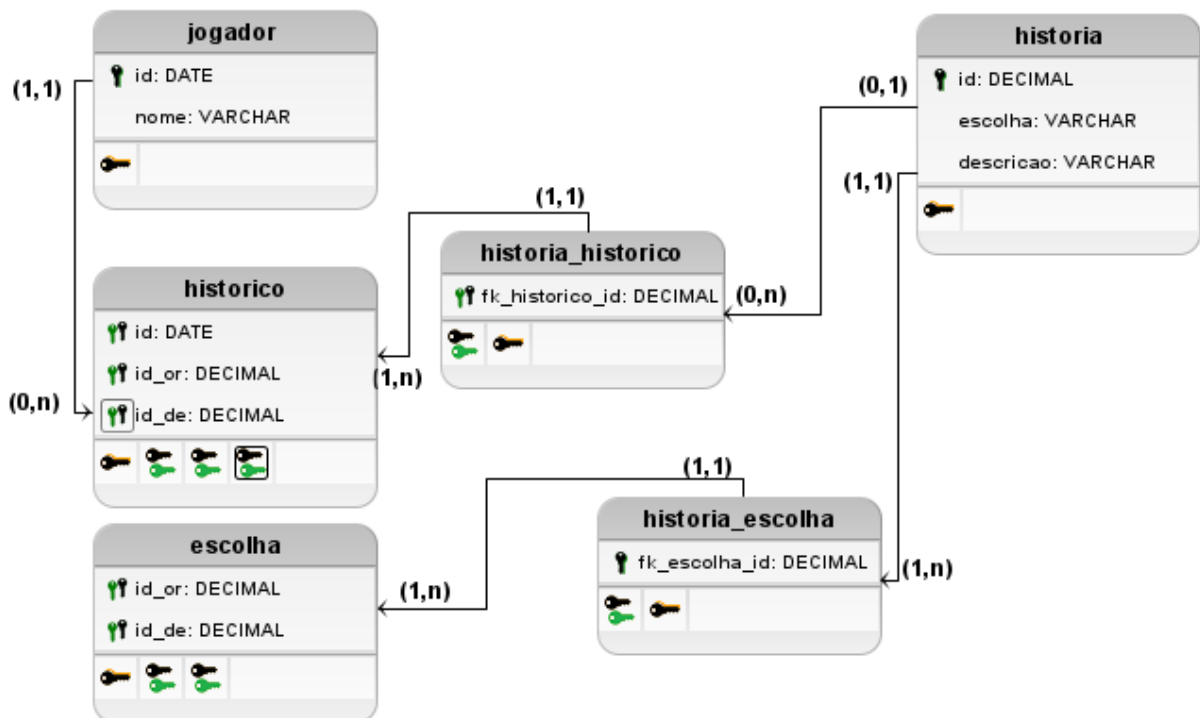 jogador
id: DATE
nome: VARCHAR
(1,1)
historia
id: DECIMAL
escolha: VARCHAR
descricao: VARCHAR
(0,1)
(1,1)
(1,1)
historia_historico
fk_historico_id: DECIMAL
(0,n)
historico
id: DATE
id_or: DECIMAL
id_de: DECIMAL
(1,n)
(0,n)
(1,1)
historia_escolha
fk_escolha_id: DECIMAL
(1,n)
escolha
id_or: DECIMAL
id_de: DECIMAL
(1,n)